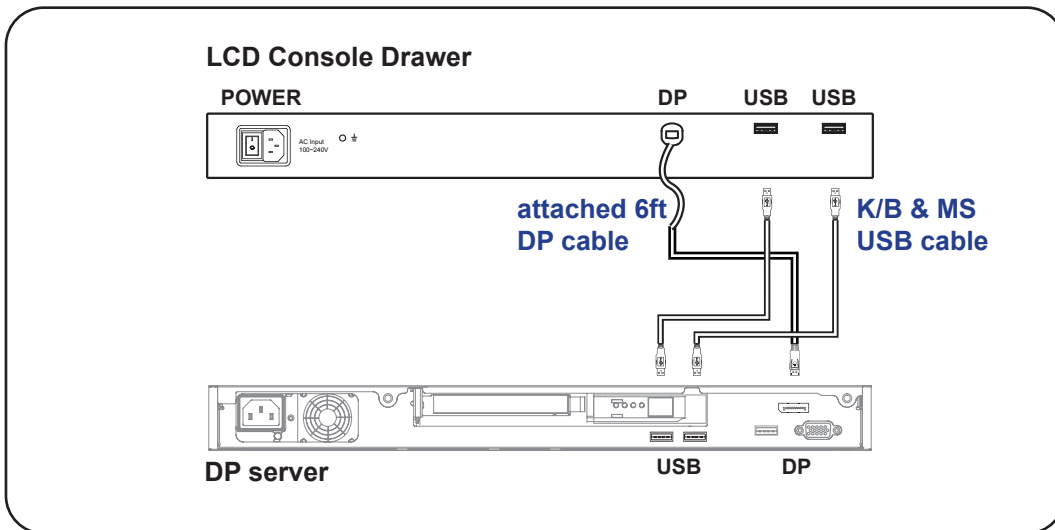 LCD Console Drawer
POWER
DP
USB
USB
AC Input
100~240V
attached 6ft
DP cable
K/B & MS
USB cable
DP server
USB
DP